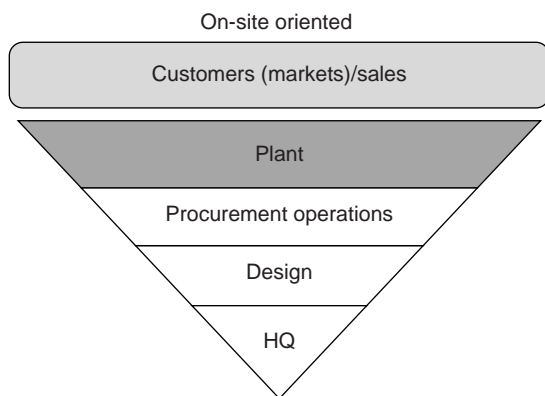 On-site oriented
Customers (markets)/sales
Plant
Procurement operations
Design
HQ